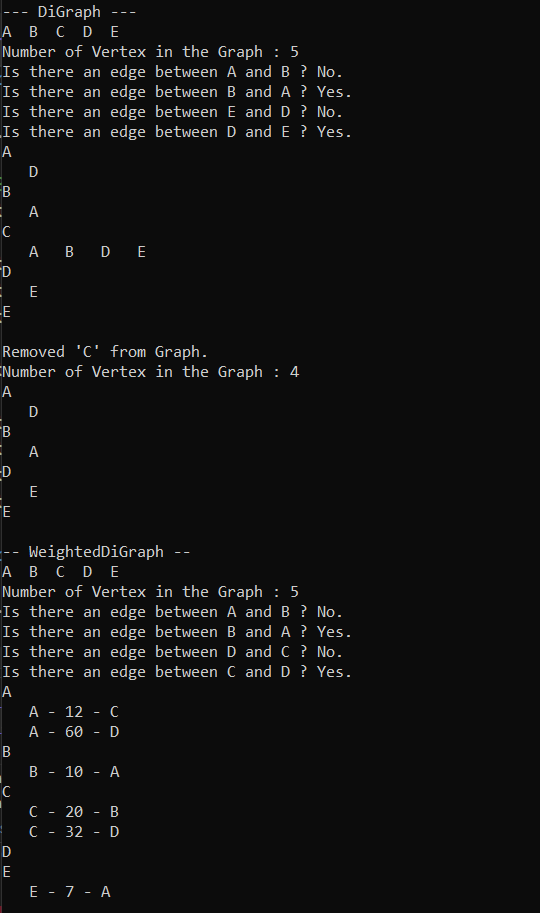 --- DiGraph ---
A  B  C  D  E
Number of Vertex in the Graph : 5
Is there an edge between A and B ? No.
Is there an edge between B and A ? Yes.
Is there an edge between E and D ? No.
Is there an edge between D and E ? Yes.
A
   D
B
   A
C
   A   B   D   E
D
   E
E

Removed 'C' from Graph.
Number of Vertex in the Graph : 4
A
   D
B
   A
D
   E
E

-- WeightedDiGraph --
A  B  C  D  E
Number of Vertex in the Graph : 5
Is there an edge between A and B ? No.
Is there an edge between B and A ? Yes.
Is there an edge between D and C ? No.
Is there an edge between C and D ? Yes.
A
   A - 12 - C
   A - 60 - D
B
   B - 10 - A
C
   C - 20 - B
   C - 32 - D
D
E
   E - 7 - A